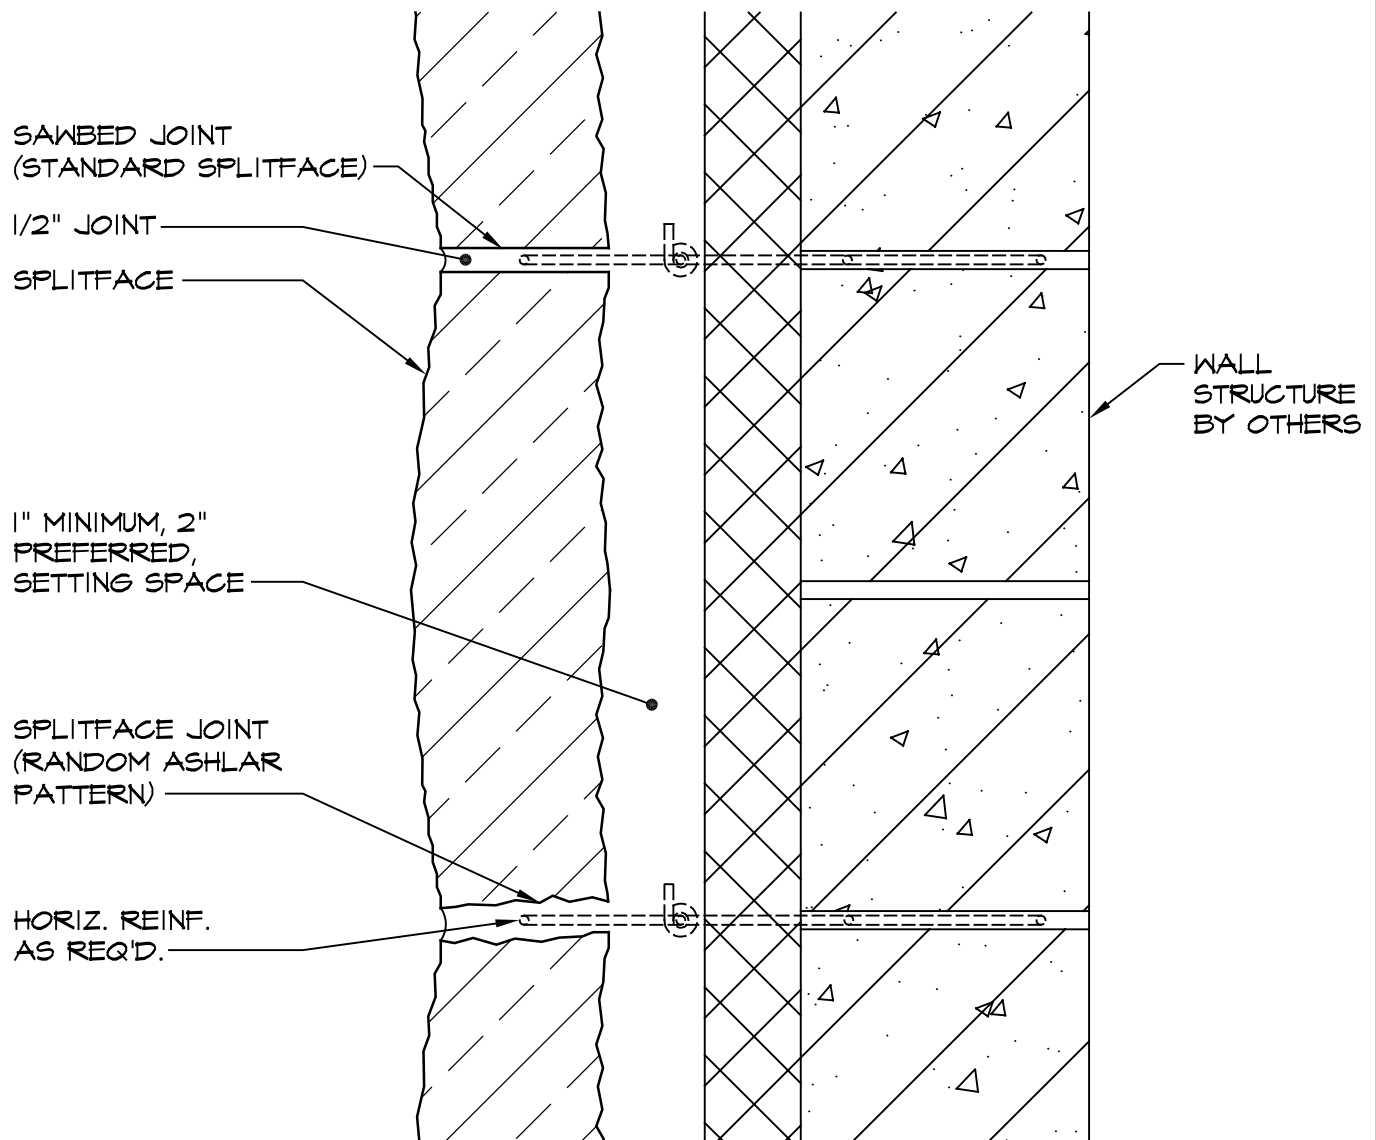 SAWBED JOINT
(STANDARD SPLITFACE)
1/2" JOINT
SPLITFACE
1" MINIMUM, 2"
PREFERRED,
SETTING SPACE
SPLITFACE JOINT
(RANDOM ASHLAR
PATTERN)
HORIZ. REINF.
AS REQ'D.
WALL
STRUCTURE
BY OTHERS